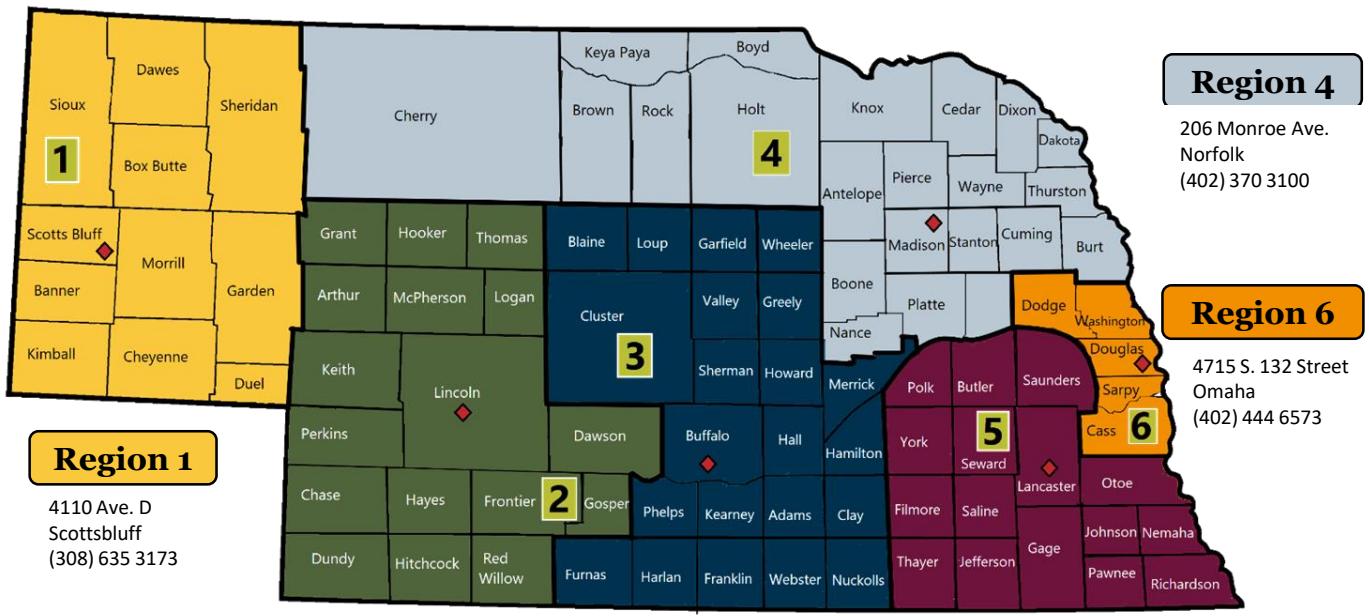 Sioux
Dawes
Sheridan
Box Butte
1
Scotts Bluff
Morrill
Banner
Garden
Kimball
Cheyenne
Duel
Region 1
4110 Ave. D
Scottsbluff
(308) 635 3173
Cherry
Keya Paya
Boyd
Brown
Rock
Holt
4
Knox
Cedar
Dixon
Dakota
Antelope
Pierce
Wayne
Thurston
Madison
Stanton
Cuming
Burt
Boone
Platte
Nance
Region 4
206 Monroe Ave.
Norfolk
(402) 370 3100
Grant
Hooker
Thomas
Arthur
McPherson
Logan
Keith
Lincoln
Perkins
Dawson
Chase
Hayes
Frontier
2
Gosper
Dundy
Hitchcock
Red
Willow
Blaine
Loup
Garfield
Wheeler
Cluster
Valley
Greely
3
Sherman
Howard
Merrick
Buffalo
Hall
Hamilton
Phelps
Kearney
Adams
Clay
Furnas
Harlan
Franklin
Webster
Nuckolls
Polk
Butler
Saunders
York
5
Seward
Lancaster
Otoe
Filmore
Saline
Gage
Johnson
Nemaha
Thayer
Jefferson
Pawnee
Richardson
Dodge
Washington
Douglas
Sarpy
Cass
6
Region 6
4715 S. 132 Street
Omaha
(402) 444 6573